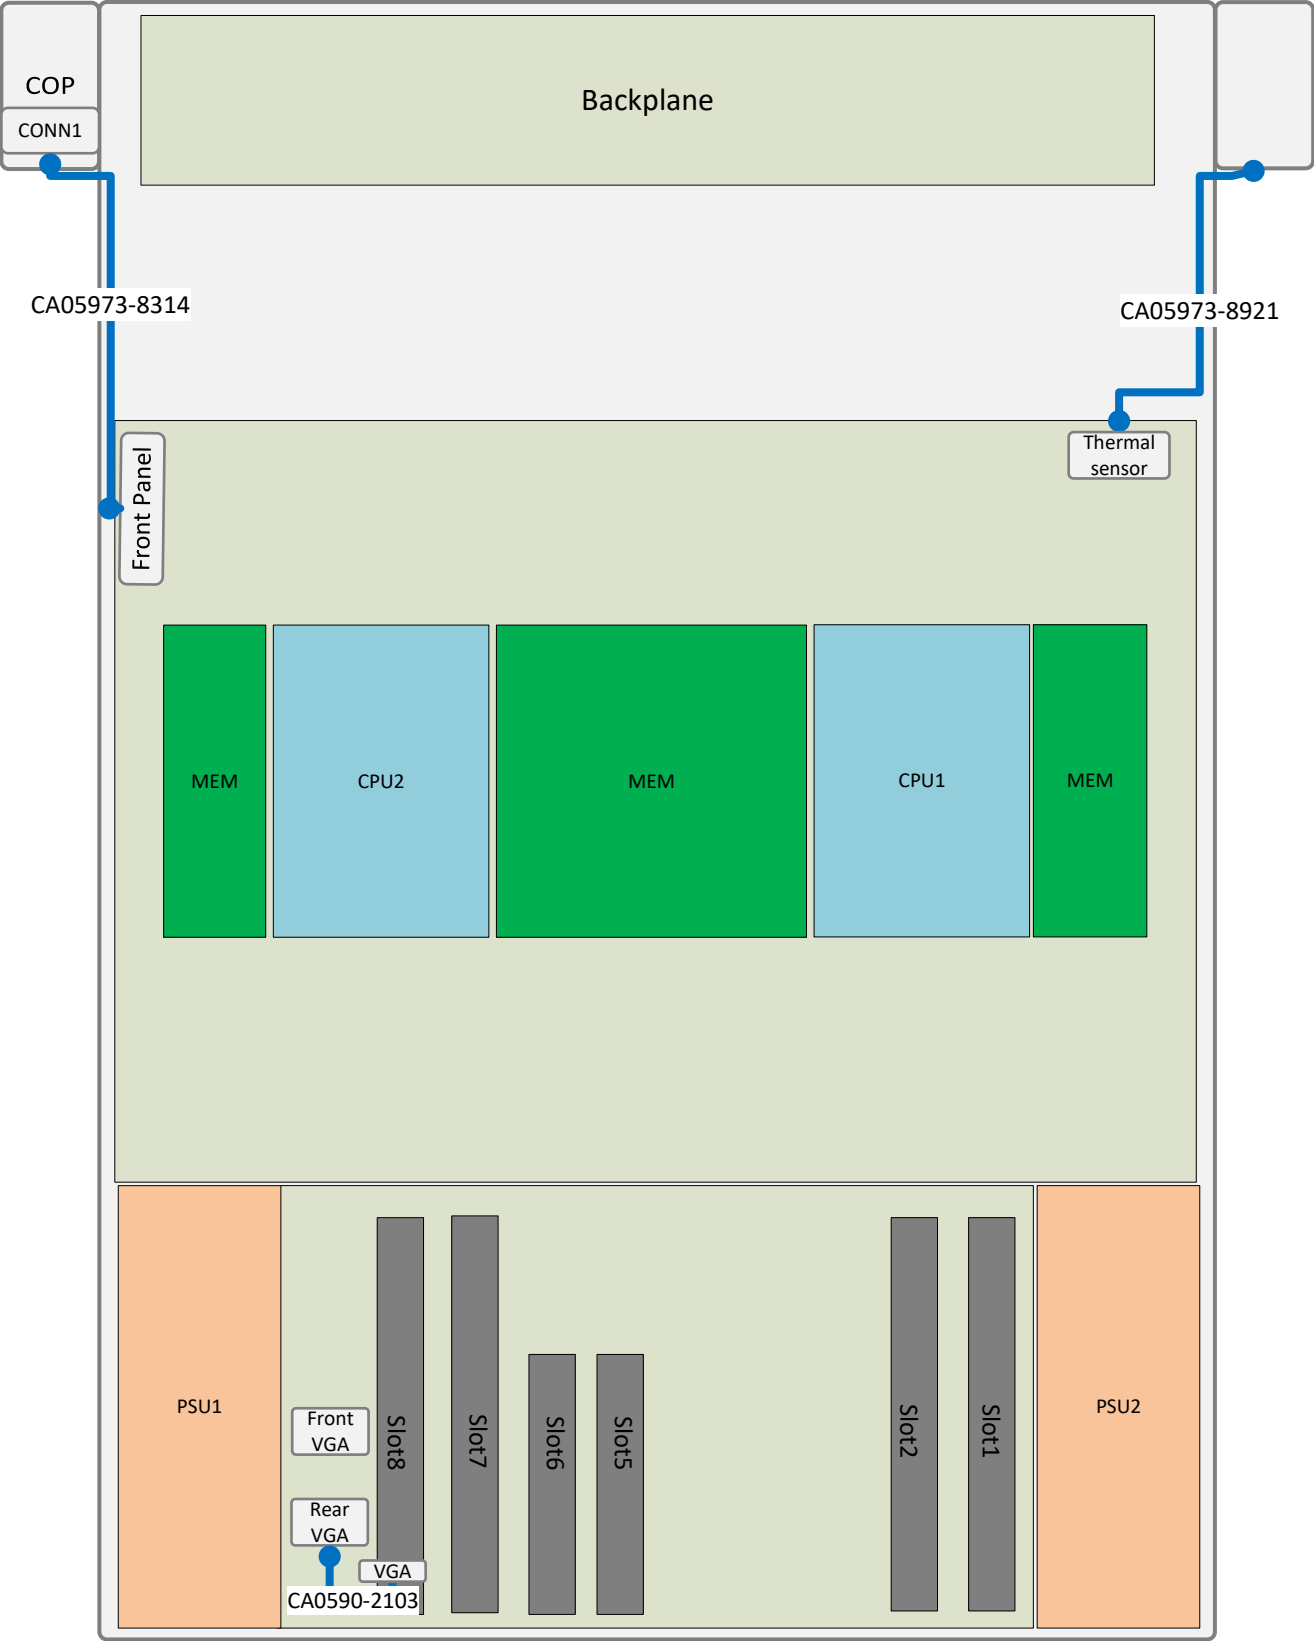 COP
CONN1
Backplane
CA05973-8314
CA05973-8921
Front Panel
Thermal
sensor
MEM
CPU2
MEM
CPU1
MEM
PSU1
Front
VGA
Rear
VGA
VGA
CA0590-2103
Slot8
Slot7
Slot6
Slot5
Slot2
Slot1
PSU2